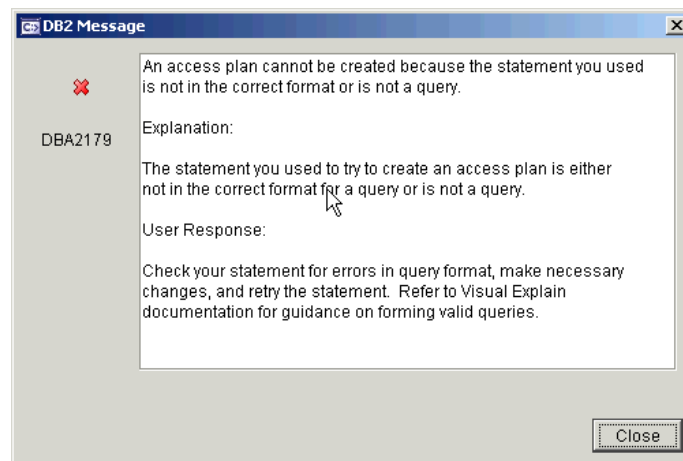 DB2 Message
An access plan cannot be created because the statement you used
is not in the correct format or is not a query.
DBA2179
Explanation:
The statement you used to try to create an access plan is either
not in the correct format for a query or is not a query.
User Response:
Check your statement for errors in query format, make necessary
changes, and retry the statement. Refer to Visual Explain
documentation for guidance on forming valid queries.
Close